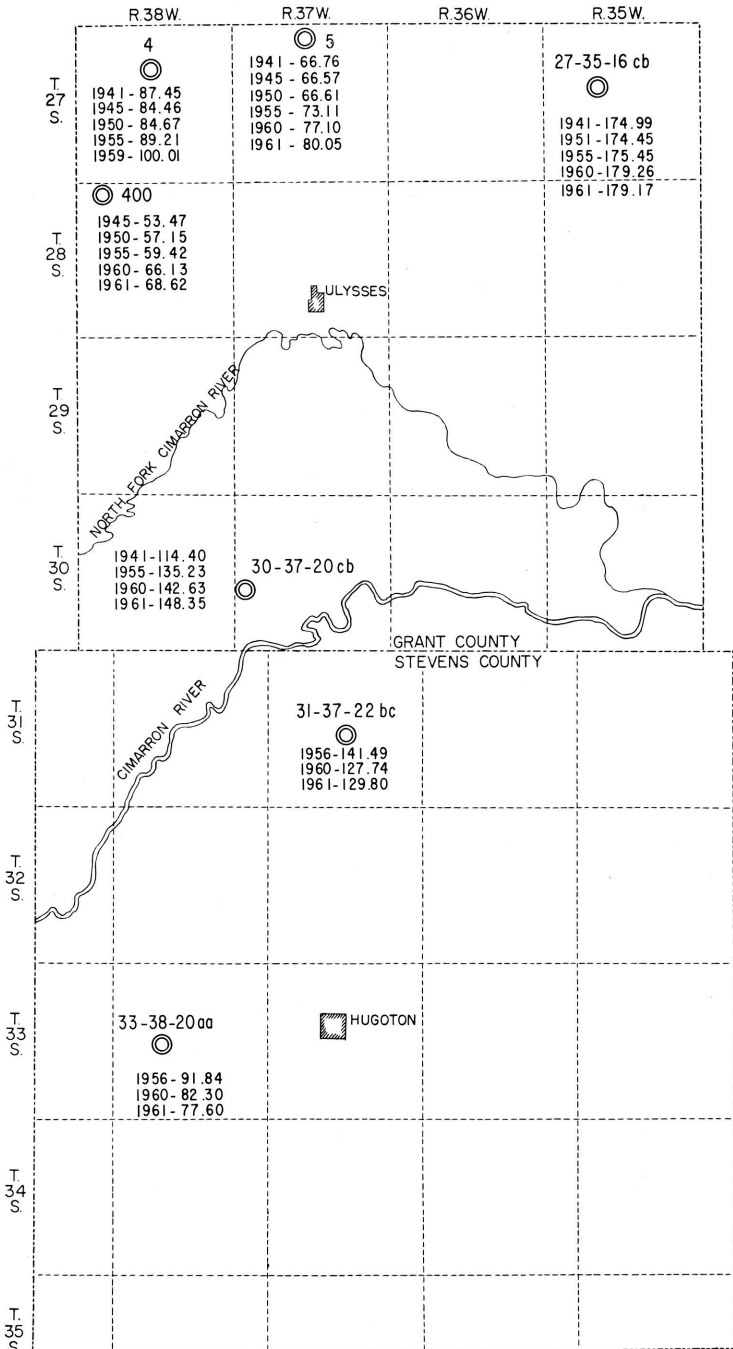 R.38W. R.37W. R.36W. R.35W.
T.
27
S.
4
1941 - 87.45
1945 - 84.46
1950 - 84.67
1955 - 89.21
1959 - 100.01
5
1941 - 66.76
1945 - 66.57
1950 - 66.61
1955 - 73.11
1960 - 77.10
1961 - 80.05
27-35-16 cb
1941 - 174.99
1951 - 174.45
1955 - 175.45
1960 - 179.26
1961 - 179.17
T.
28
S.
400
1945 - 53.47
1950 - 57.15
1955 - 59.42
1960 - 66.13
1961 - 68.62
ULYSSES
T.
29
S.
NORTH FORK CIMARRON RIVER
T.
30
S.
1941 - 114.40
1955 - 135.23
1960 - 142.63
1961 - 148.35
30-37-20 cb
GRANT COUNTY
STEVENS COUNTY
T.
31
S.
CIMARRON RIVER
31-37-22 bc
1956 - 141.49
1960 - 127.74
1961 - 129.80
T.
32
S.
T.
33
S.
33-38-20 aa
1956 - 91.84
1960 - 82.30
1961 - 77.60
HUGOTON
T.
34
S.
T.
35
S.